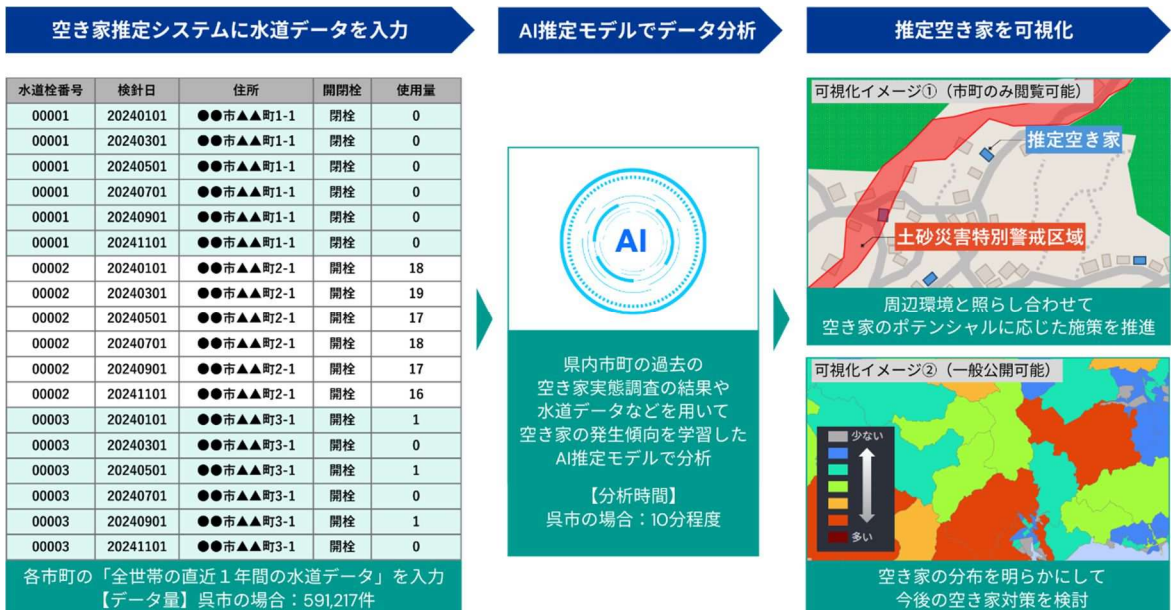 空き家推定システムに水道データを入力
水道栓番号 検針日 住所 開閉栓 使用量
00001 20240101 ●●市▲▲町1-1 閉栓 0
00001 20240301 ●●市▲▲町1-1 閉栓 0
00001 20240501 ●●市▲▲町1-1 閉栓 0
00001 20240701 ●●市▲▲町1-1 閉栓 0
00001 20240901 ●●市▲▲町1-1 閉栓 0
00001 20241101 ●●市▲▲町1-1 閉栓 0
00002 20240101 ●●市▲▲町2-1 開栓 18
00002 20240301 ●●市▲▲町2-1 開栓 19
00002 20240501 ●●市▲▲町2-1 開栓 17
00002 20240701 ●●市▲▲町2-1 開栓 18
00002 20240901 ●●市▲▲町2-1 開栓 17
00002 20241101 ●●市▲▲町2-1 開栓 16
00003 20240101 ●●市▲▲町3-1 開栓 1
00003 20240301 ●●市▲▲町3-1 開栓 0
00003 20240501 ●●市▲▲町3-1 開栓 1
00003 20240701 ●●市▲▲町3-1 開栓 0
00003 20240901 ●●市▲▲町3-1 開栓 1
00003 20241101 ●●市▲▲町3-1 開栓 0
各市町の「全世帯の直近1年間の水道データ」を入力
【データ量】呉市の場合:591,217件
AI推定モデルでデータ分析
AI
県内市町の過去の
空き家実態調査の結果や
水道データなどを用いて
空き家の発生傾向を学習した
AI推定モデルで分析
【分析時間】
呉市の場合:10分程度
推定空き家を可視化
可視化イメージ①(市町のみ閲覧可能)
推定空き家
土砂災害特別警戒区域
周辺環境と照らし合わせて
空き家のポテンシャルに応じた施策を推進
可視化イメージ②(一般公開可能)
少ない
多い
空き家の分布を明らかにして
今後の空き家対策を検討